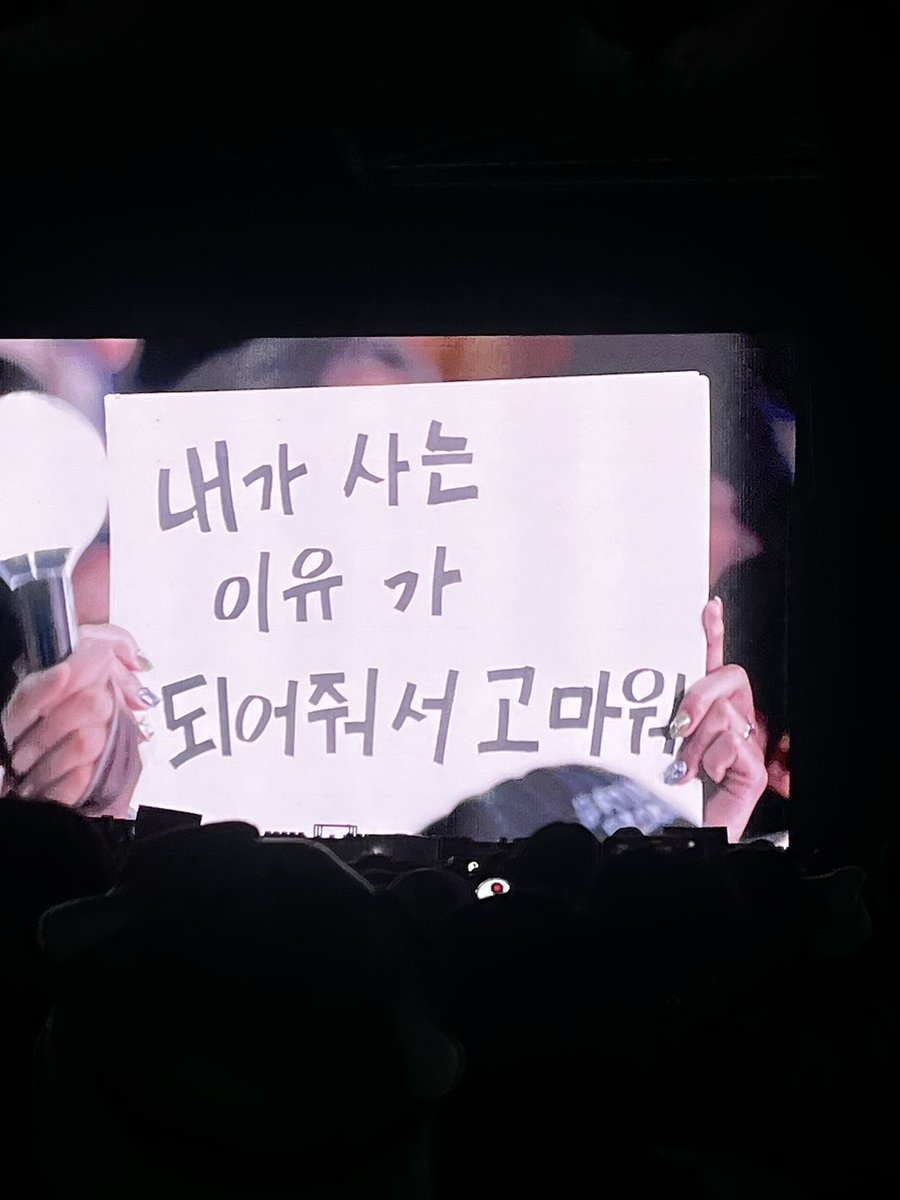 내가 사는
이유 가
되어줘서 고마워